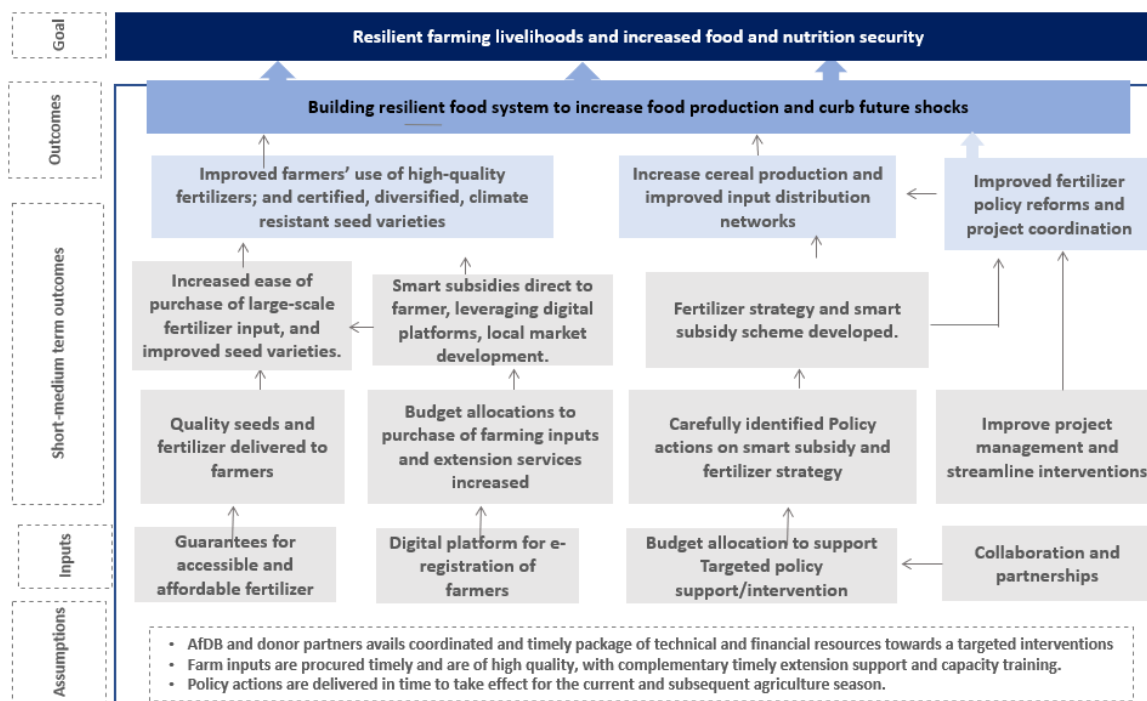 Goal
Resilient farming livelihoods and increased food and nutrition security
Outcomes
Building resilient food system to increase food production and curb future shocks
Improved farmers' use of high-quality
fertilizers; and certified, diversified, climate
resistant seed varieties
Increase cereal production and
improved input distribution
networks
Improved fertilizer
policy reforms and
project coordination
Short-medium term outcomes
Increased ease of
purchase of large-scale
fertilizer input, and
improved seed varieties.
Smart subsidies direct to
farmer, leveraging digital
platforms, local market
development.
Fertilizer strategy and smart
subsidy scheme developed.
Quality seeds and
fertilizer delivered to
farmers
Budget allocations to
purchase of farming inputs
and extension services
increased
Carefully identified Policy
actions on smart subsidy and
fertilizer strategy
Improve project
management and
streamline interventions
Inputs
Guarantees for
accessible and
affordable fertilizer
Digital platform for e-
registration of
farmers
Budget allocation to support
Targeted policy
support/intervention
Collaboration and
partnerships
Assumptions
• AfDB and donor partners avails coordinated and timely package of technical and financial resources towards a targeted interventions
• Farm inputs are procured timely and are of high quality, with complementary timely extension support and capacity training.
• Policy actions are delivered in time to take effect for the current and subsequent agriculture season.